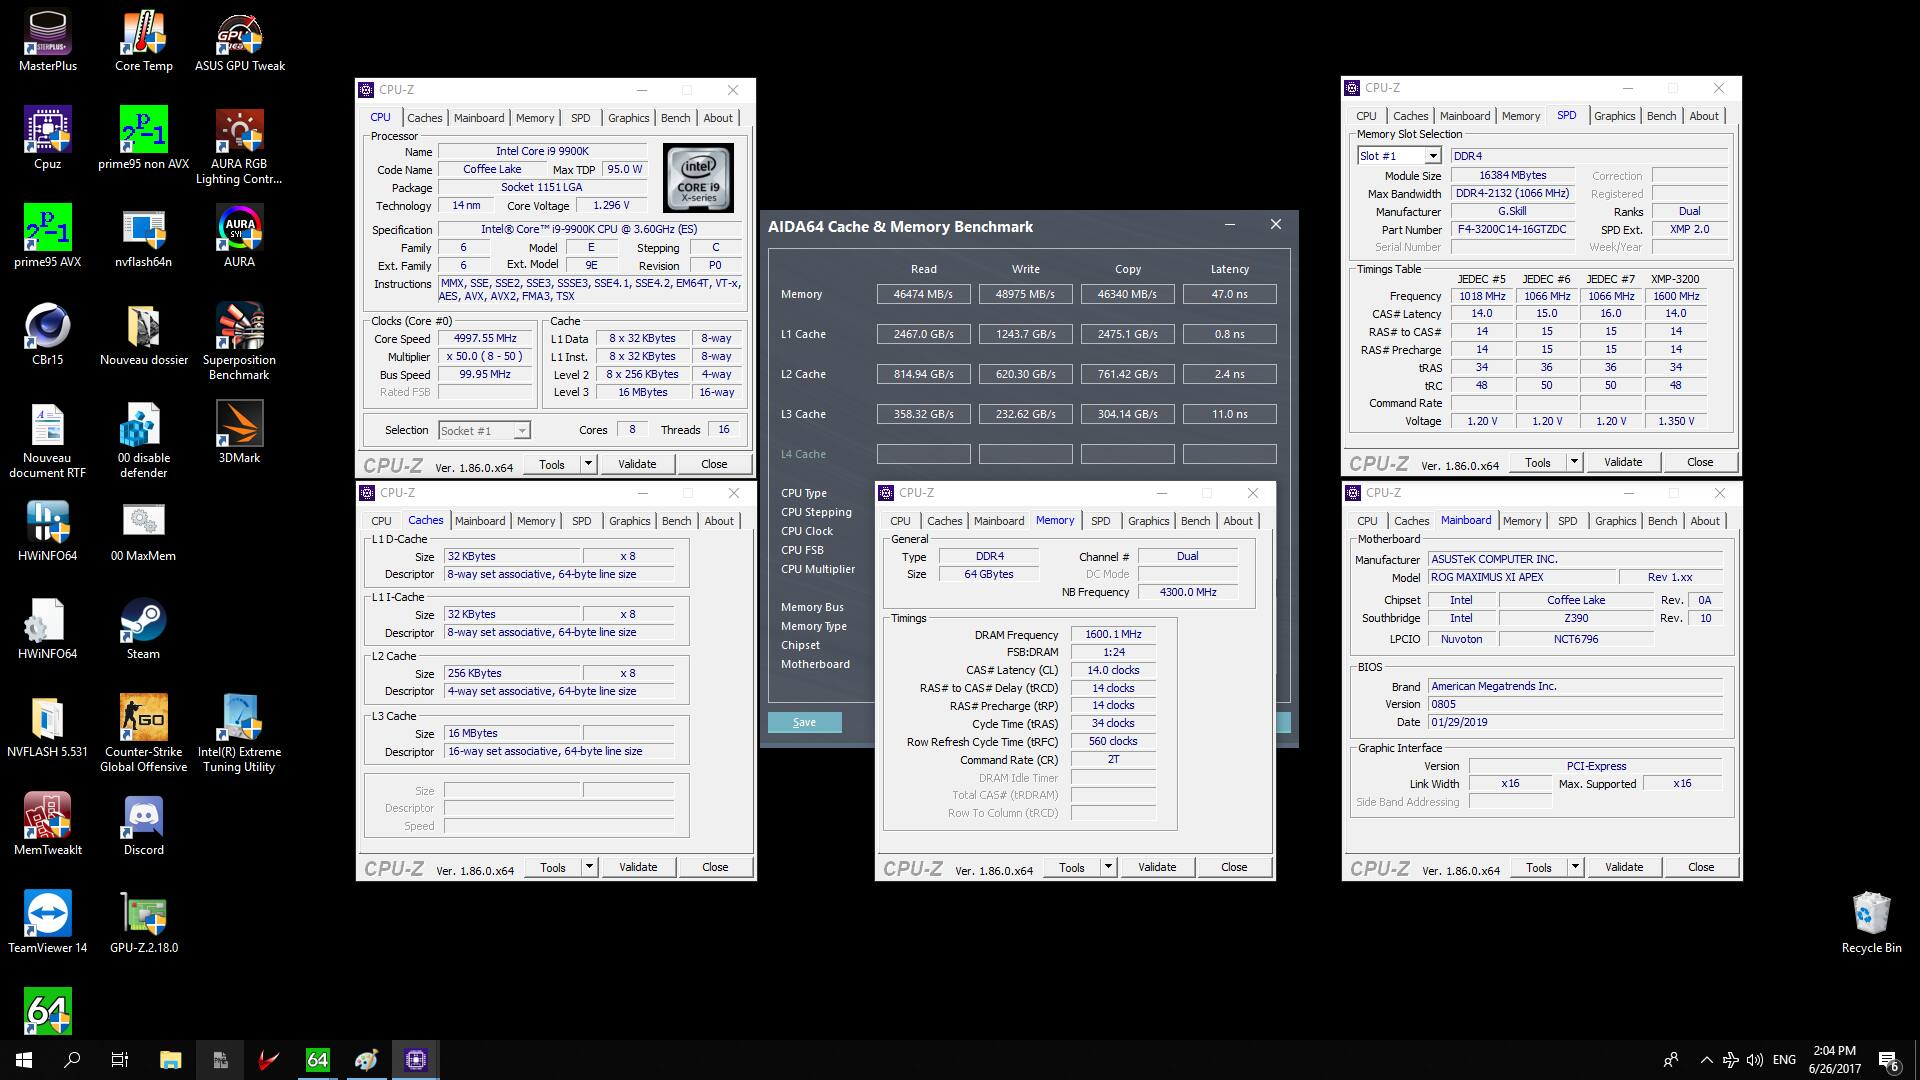 MasterPlus
Core Temp
ASUS GPU Tweak
Cpuz
prime95 non AVX
AURA RGB
Lighting Contr...
prime95 AVX
nvflash64n
AURA
CBr15
Nouveau dossier
Superposition
Benchmark
Nouveau
document RTF
00 disable
defender
3DMark
HWiNFO64
00 MaxMem
HWiNFO64
Steam
NVFLASH 5.531
Counter-Strike
Global Offensive
Intel(R) Extreme
Tuning Utility
MemTweakIt
Discord
TeamViewer 14
GPU-Z.2.18.0
64
Recycle Bin
CPU-Z
CPU Caches Mainboard Memory SPD Graphics Bench About
Processor
Name Intel Core i9 9900K
Code Name Coffee Lake Max TDP 95.0 W
Package Socket 1151 LGA
Technology 14 nm Core Voltage 1.296 V
intel
CORE i9
X-series
Specification Intel® Core™ i9-9900K CPU @ 3.60GHz (ES)
Family 6 Model E Stepping C
Ext. Family 6 Ext. Model 9E Revision P0
Instructions MMX, SSE, SSE2, SSE3, SSSE3, SSE4.1, SSE4.2, EM64T, VT-x,
AES, AVX, AVX2, FMA3, TSX
Clocks (Core #0) Cache
Core Speed 4997.55 MHz L1 Data 8 x 32 KBytes 8-way
Multiplier x 50.0 ( 8 - 50 ) L1 Inst. 8 x 32 KBytes 8-way
Bus Speed 99.95 MHz Level 2 8 x 256 KBytes 4-way
Rated FSB Level 3 16 MBytes 16-way
Selection Socket #1 Cores 8 Threads 16
CPU-Z Ver. 1.86.0.x64 Tools Validate Close
CPU-Z
CPU Caches Mainboard Memory SPD Graphics Bench About
L1 D-Cache
Size 32 KBytes x 8
Descriptor 8-way set associative, 64-byte line size
L1 I-Cache
Size 32 KBytes x 8
Descriptor 8-way set associative, 64-byte line size
L2 Cache
Size 256 KBytes x 8
Descriptor 4-way set associative, 64-byte line size
L3 Cache
Size 16 MBytes
Descriptor 16-way set associative, 64-byte line size
Size
Descriptor
Speed
CPU-Z Ver. 1.86.0.x64 Tools Validate Close
AIDA64 Cache & Memory Benchmark
Read Write Copy Latency
Memory 46474 MB/s 48975 MB/s 46340 MB/s 47.0 ns
L1 Cache 2467.0 GB/s 1243.7 GB/s 2475.1 GB/s 0.8 ns
L2 Cache 814.94 GB/s 620.30 GB/s 761.42 GB/s 2.4 ns
L3 Cache 358.32 GB/s 232.62 GB/s 304.14 GB/s 11.0 ns
L4 Cache
CPU Type
CPU Stepping
CPU Clock
CPU FSB
CPU Multiplier
Memory Bus
Memory Type
Chipset
Motherboard
Save
CPU-Z
CPU Caches Mainboard Memory SPD Graphics Bench About
General
Type DDR4 Channel # Dual
Size 64 GBytes DC Mode
NB Frequency 4300.0 MHz
Timings
DRAM Frequency 1600.1 MHz
FSB:DRAM 1:24
CAS# Latency (CL) 14.0 clocks
RAS# to CAS# Delay (tRCD) 14 clocks
RAS# Precharge (tRP) 14 clocks
Cycle Time (tRAS) 34 clocks
Row Refresh Cycle Time (tRFC) 560 clocks
Command Rate (CR) 2T
DRAM Idle Timer
Total CAS# (tRDRAM)
Row To Column (tRCD)
CPU-Z Ver. 1.86.0.x64 Tools Validate Close
CPU-Z
CPU Caches Mainboard Memory SPD Graphics Bench About
Memory Slot Selection
Slot #1 DDR4
Module Size 16384 MBytes Correction
Max Bandwidth DDR4-2132 (1066 MHz) Registered
Manufacturer G.Skill Ranks Dual
Part Number F4-3200C14-16GTZDC SPD Ext. XMP 2.0
Serial Number Week/Year
Timings Table
JEDEC #5 JEDEC #6 JEDEC #7 XMP-3200
Frequency 1018 MHz 1066 MHz 1066 MHz 1600 MHz
CAS# Latency 14.0 15.0 16.0 14.0
RAS# to CAS# 14 15 15 14
RAS# Precharge 14 15 15 14
tRAS 34 36 36 34
tRC 48 50 50 48
Command Rate
Voltage 1.20 V 1.20 V 1.20 V 1.350 V
CPU-Z Ver. 1.86.0.x64 Tools Validate Close
CPU-Z
CPU Caches Mainboard Memory SPD Graphics Bench About
Motherboard
Manufacturer ASUSTeK COMPUTER INC.
Model ROG MAXIMUS XI APEX Rev 1.xx
Chipset Intel Coffee Lake Rev. 0A
Southbridge Intel Z390 Rev. 10
LPCIO Nuvoton NCT6796
BIOS
Brand American Megatrends Inc.
Version 0805
Date 01/29/2019
Graphic Interface
Version PCI-Express
Link Width x16 Max. Supported x16
Side Band Addressing
CPU-Z Ver. 1.86.0.x64 Tools Validate Close
64
ENG
2:04 PM
6/26/2017
6